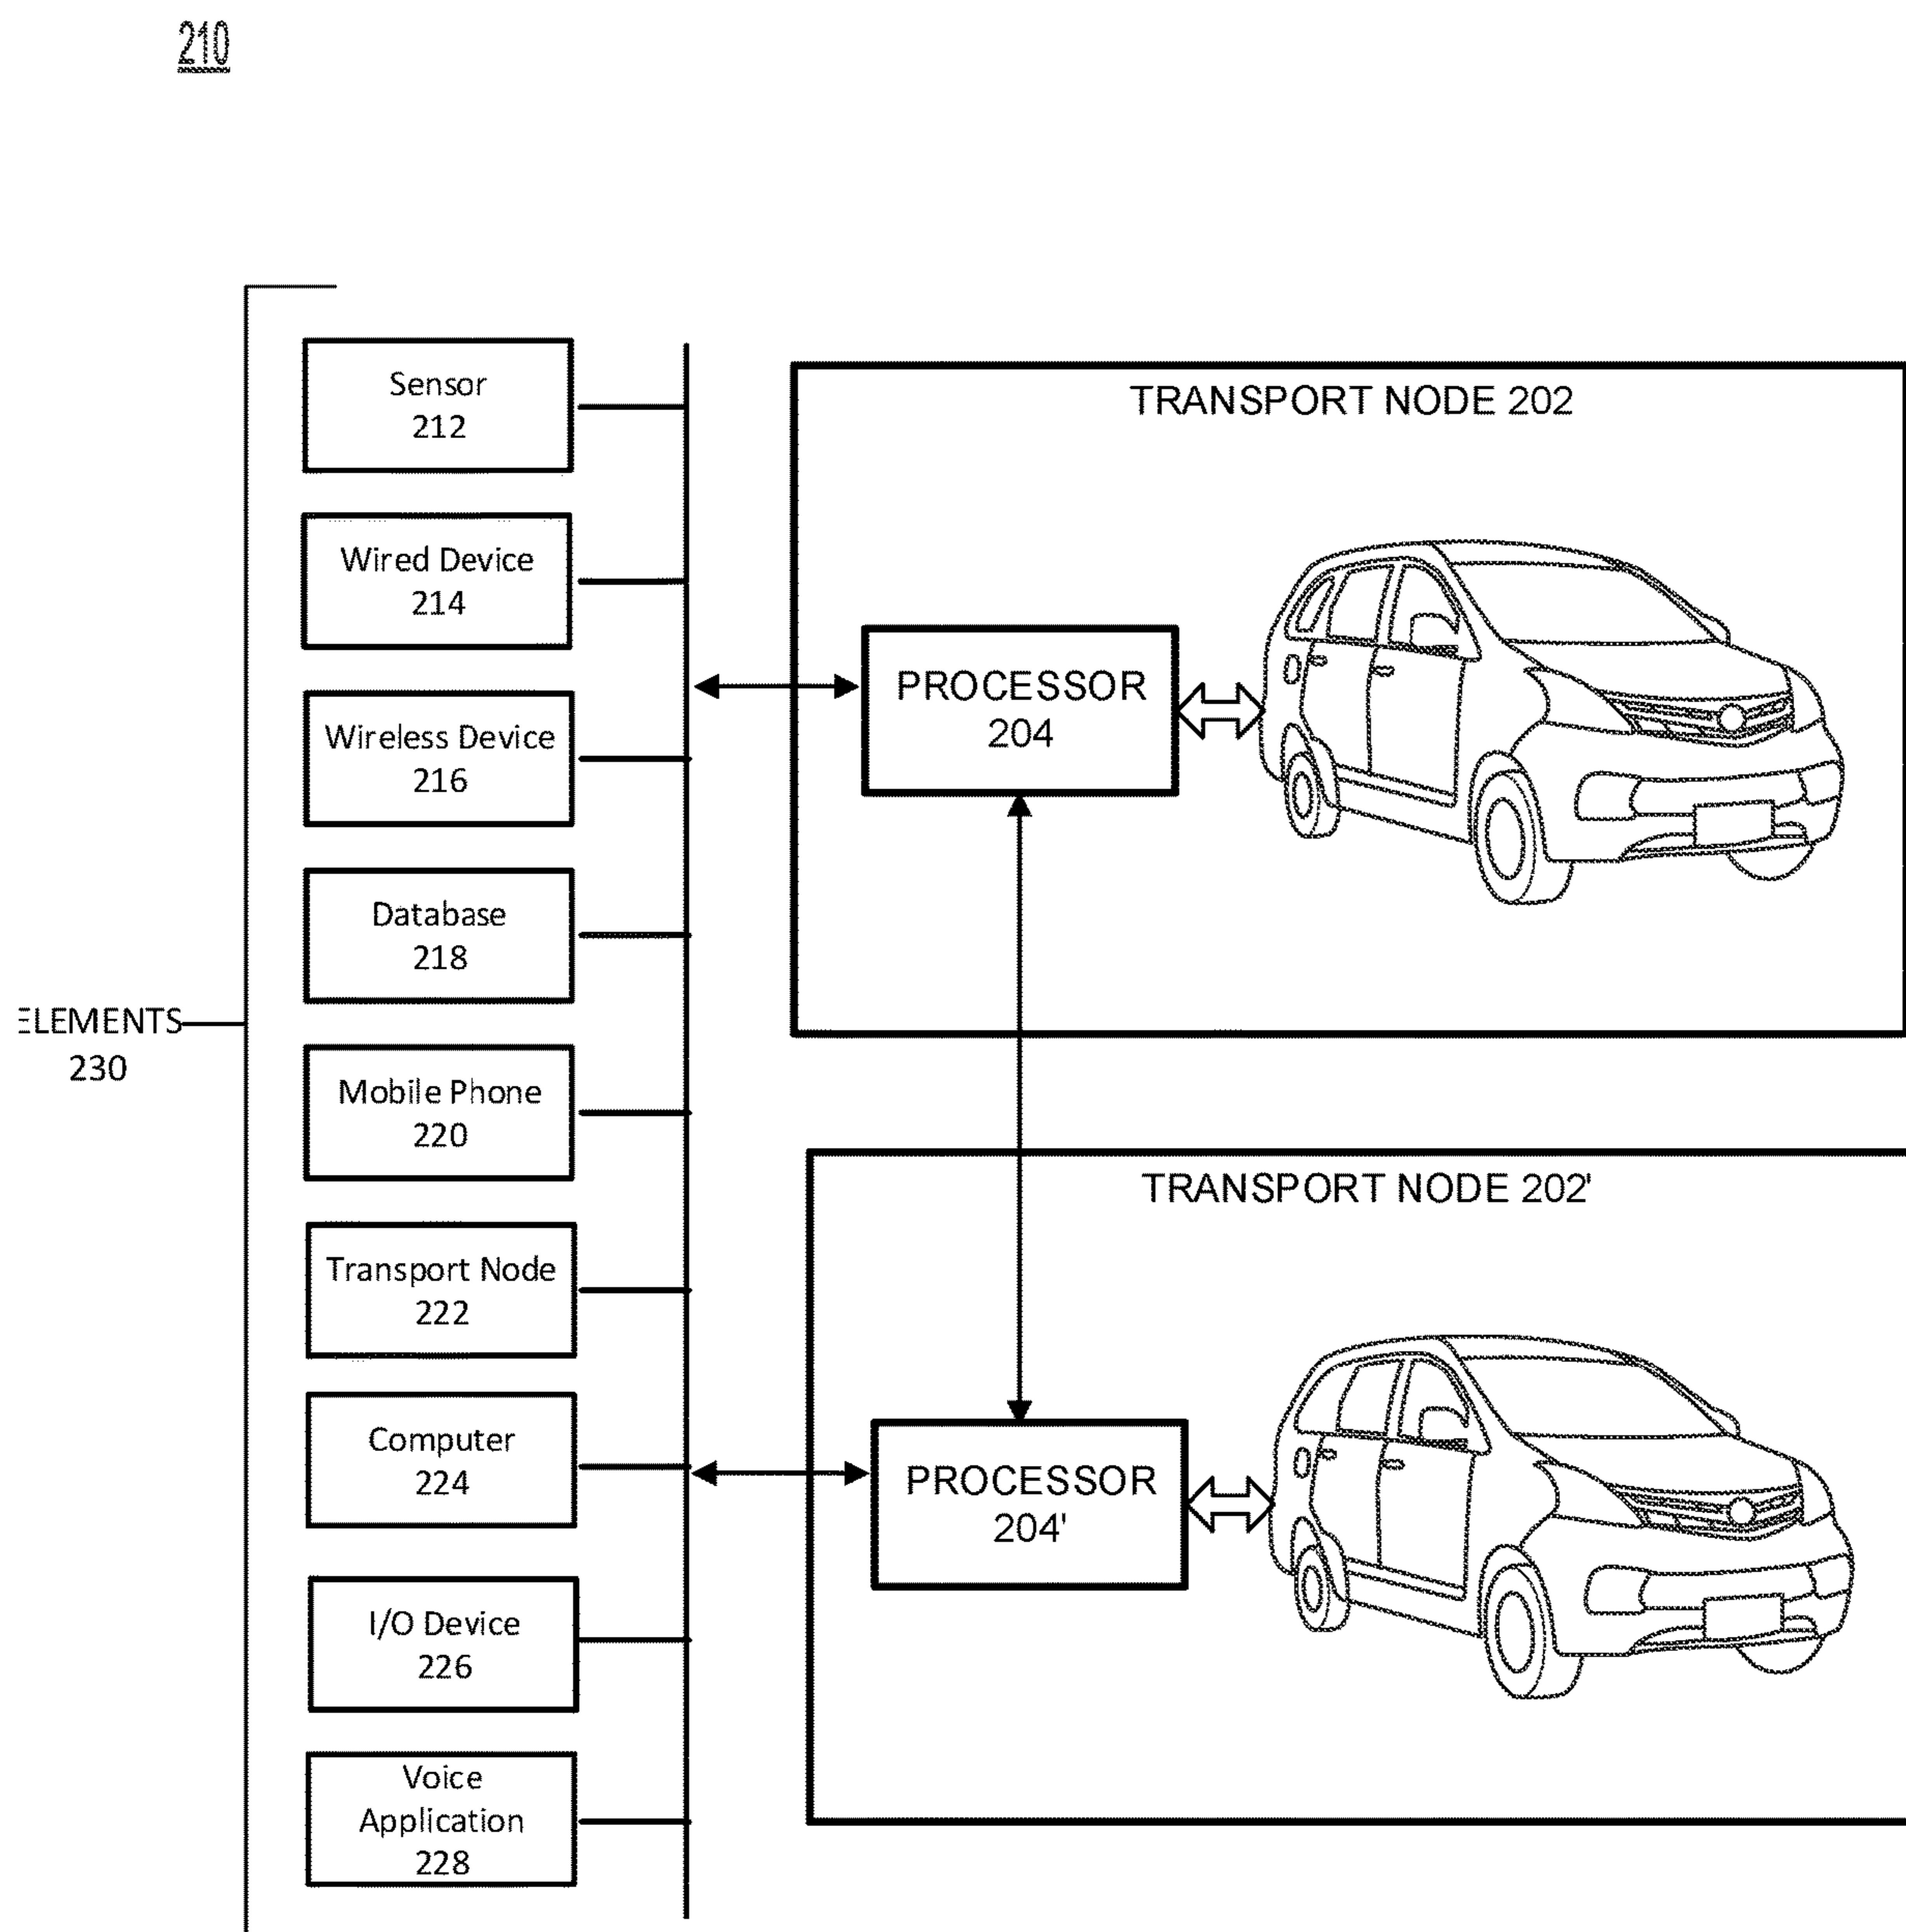 210
Sensor
212
Wired Device
214
Wireless Device
216
Database
218
Mobile Phone
220
Transport Node
222
Computer
224
I/O Device
226
Voice
Application
228
ELEMENTS
230
TRANSPORT NODE 202
PROCESSOR
204
TRANSPORT NODE 202'
PROCESSOR
204'